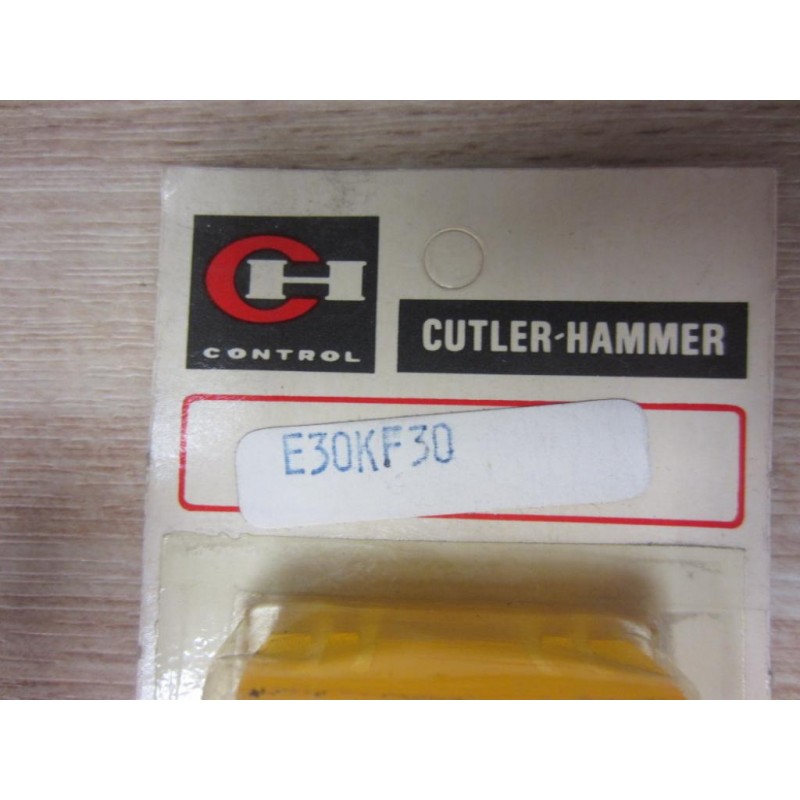 CH
CONTROL
CUTLER-HAMMER
E30KF30